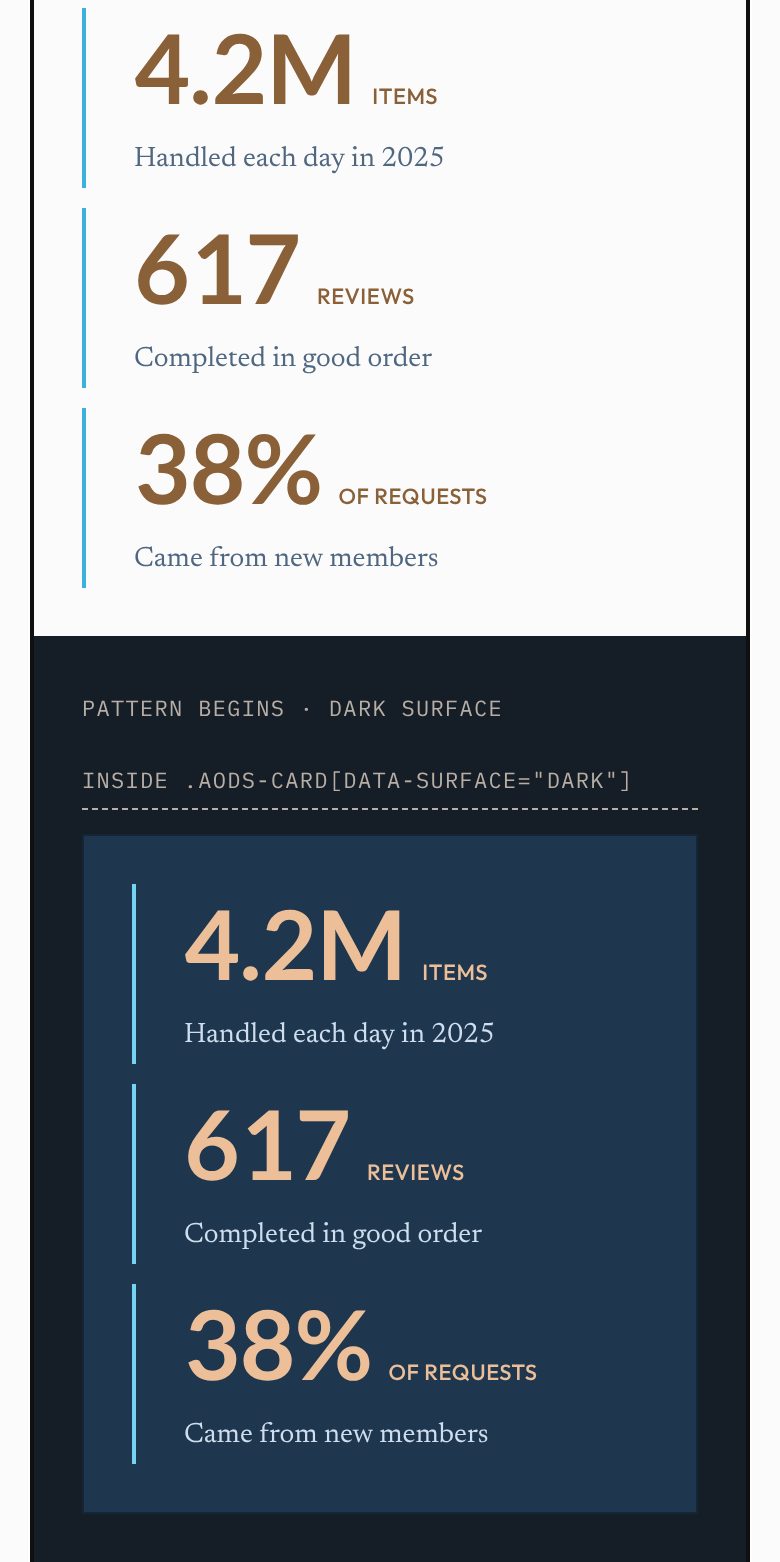 4.2M ITEMS
Handled each day in 2025
617 REVIEWS
Completed in good order
38% OF REQUESTS
Came from new members
PATTERN BEGINS · DARK SURFACE
INSIDE .AODS-CARD[DATA-SURFACE="DARK"]
4.2M ITEMS
Handled each day in 2025
617 REVIEWS
Completed in good order
38% OF REQUESTS
Came from new members